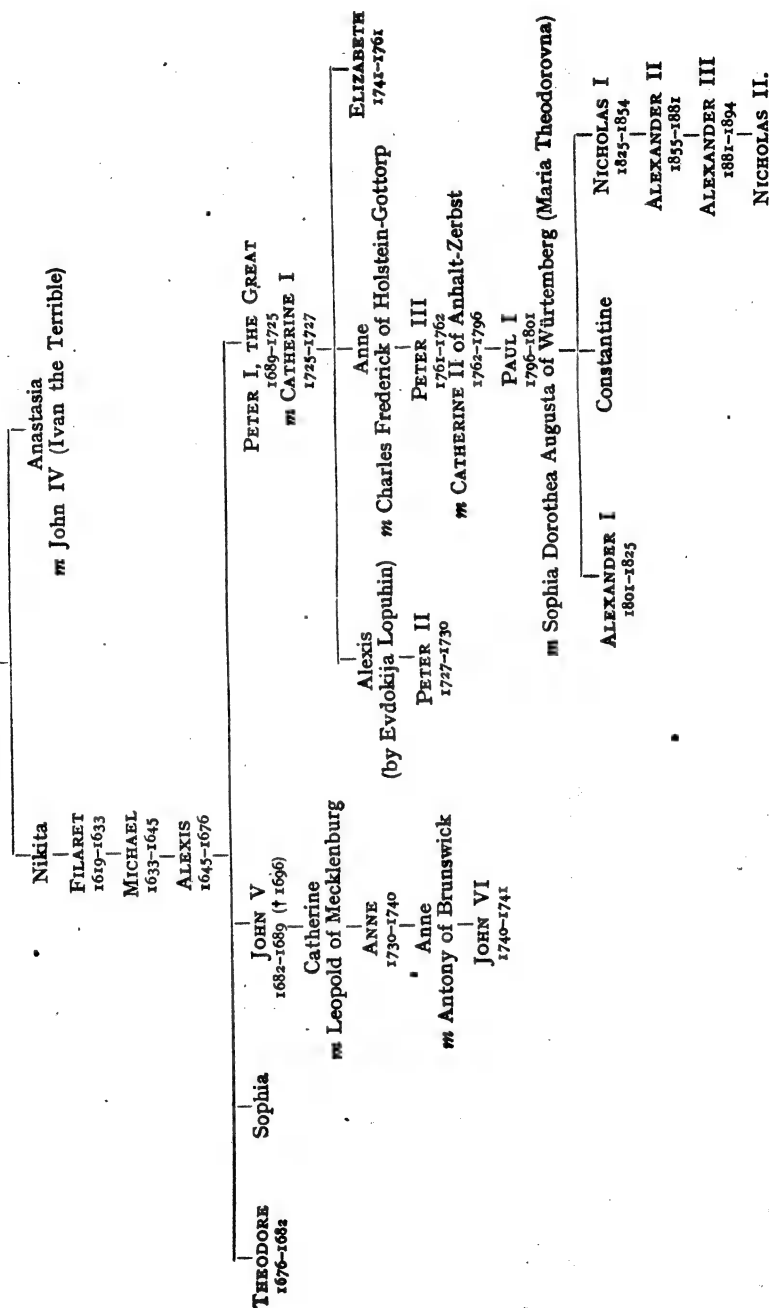 Nikita
FILARET
1619–1633
MICHAEL
1633–1645
ALEXIS
1645–1676
Anastasia
m John IV (Ivan the Terrible)
THEODORE
1676–1682
Sophia
JOHN V
1682–1689 († 1696)
Catherine
m Leopold of Mecklenburg
ANNE
1730–1740
Anne
m Antony of Brunswick
JOHN VI
1740–1741
PETER I, THE GREAT
1689–1725
m CATHERINE I
1725–1727
Alexis
(by Evdokija Lopuhin)
PETER II
1727–1730
Anne
m Charles Frederick of Holstein-Gottorp
PETER III
1761–1762
m CATHERINE II of Anhalt-Zerbst
1762–1796
PAUL I
1796–1801
m Sophia Dorothea Augusta of Würtemberg (Maria Theodorovna)
ELIZABETH
1741–1761
ALEXANDER I
1801–1825
Constantine
NICHOLAS I
1825–1854
ALEXANDER II
1855–1881
ALEXANDER III
1881–1894
NICHOLAS II.